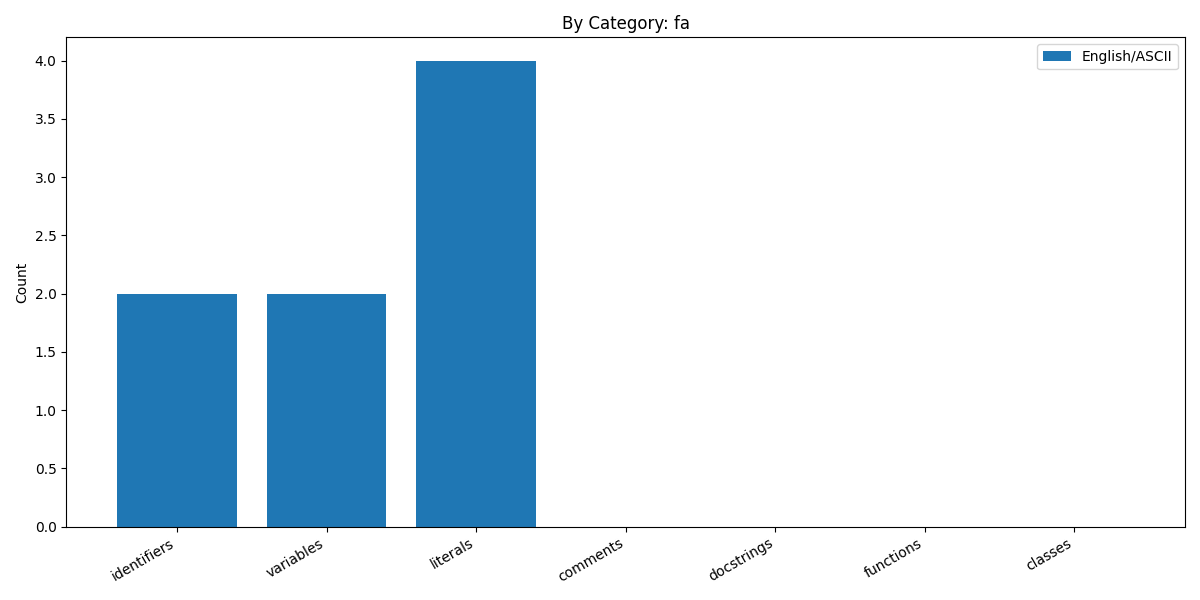 By Category: fa
English/ASCII
4.0
3.5
3.0
2.5
2.0
1.5
1.0
0.5
0.0
Count
identifiers
variables
literals
comments
docstrings
functions
classes